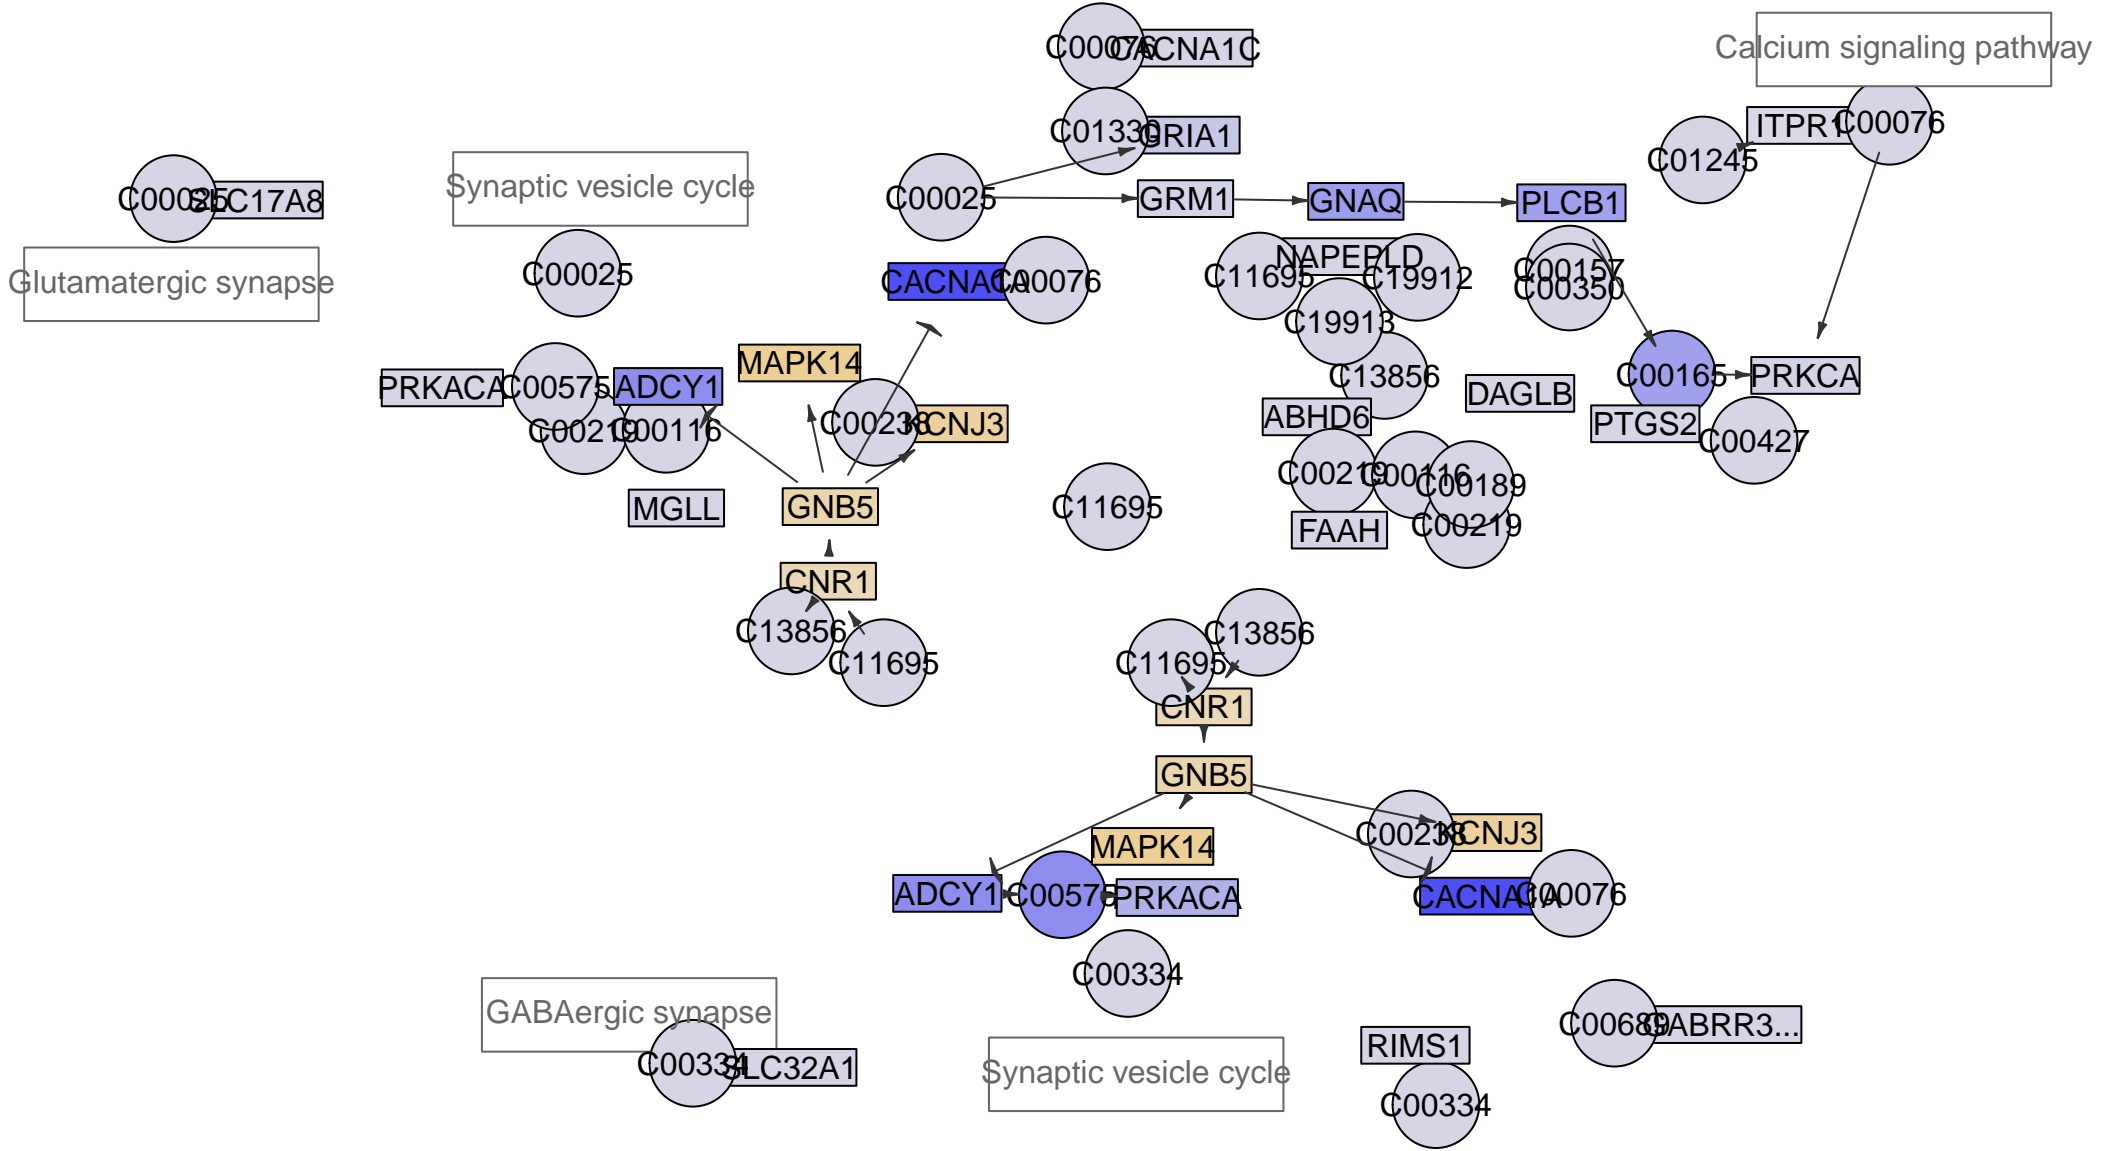 C00076
CACNA1C
Calcium signaling pathway
C01330
GRIA1
ITPR1
C00076
C01245
Synaptic vesicle cycle
C00025
SLC17A8
C00025
GRM1
GNAQ
PLCB1
Glutamatergic synapse
C00025
CACNA1A
C00076
C11695
NAPEPLD
C19912
C00157
C00350
C19913
MAPK14
PRKACA
C00575
ADCY1
C13856
DAGLB
C00165
PRKCA
C00219
C00116
C00238
KCNJ3
ABHD6
PTGS2
C00427
C00219
C00116
C00189
MGLL
GNB5
C11695
FAAH
C00219
CNR1
C13856
C11695
C11695
C13856
CNR1
GNB5
MAPK14
C00238
KCNJ3
ADCY1
C00575
PRKACA
CACNA1A
C00076
C00334
GABAergic synapse
C00689
GABRR3...
C00334
SLC32A1
Synaptic vesicle cycle
RIMS1
C00334